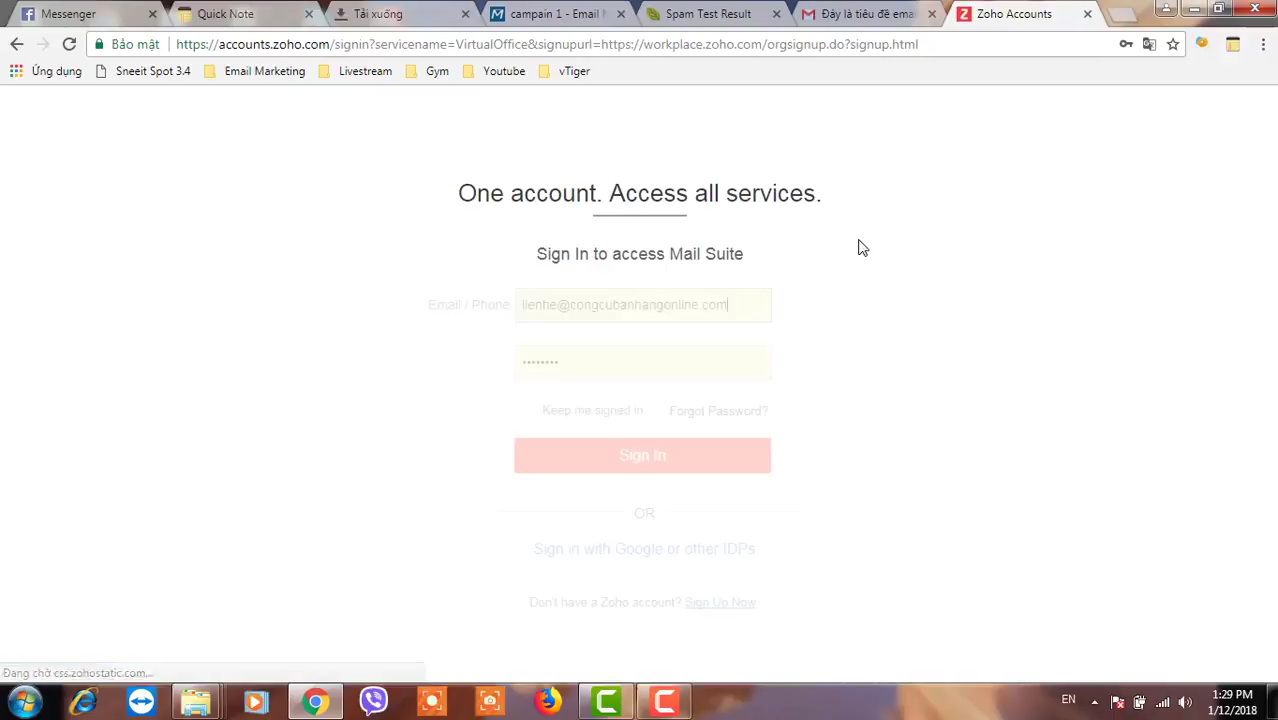 Messenger
Quick Note
Tải xuống
campain 1 - Email M
Spam Test Result
Đây là tiêu đề ema
Zoho Accounts
Bảo mật
https://accounts.zoho.com/signin?servicename=VirtualOffice&signupurl=https://workplace.zoho.com/orgsignup.do?signup.html
Ứng dụng
Sneeit Spot 3.4
Email Marketing
Livestream
Gym
Youtube
vTiger
One account. Access all services.
Sign In to access Mail Suite
Email / Phone
lienhe@congcubanhangonline.com
Keep me signed in
Forgot Password?
Sign In
OR
Sign in with Google or other IDPs
Don't have a Zoho account? Sign Up Now
Đang chờ css.zohostatic.com...
EN
1:29 PM
1/12/2018